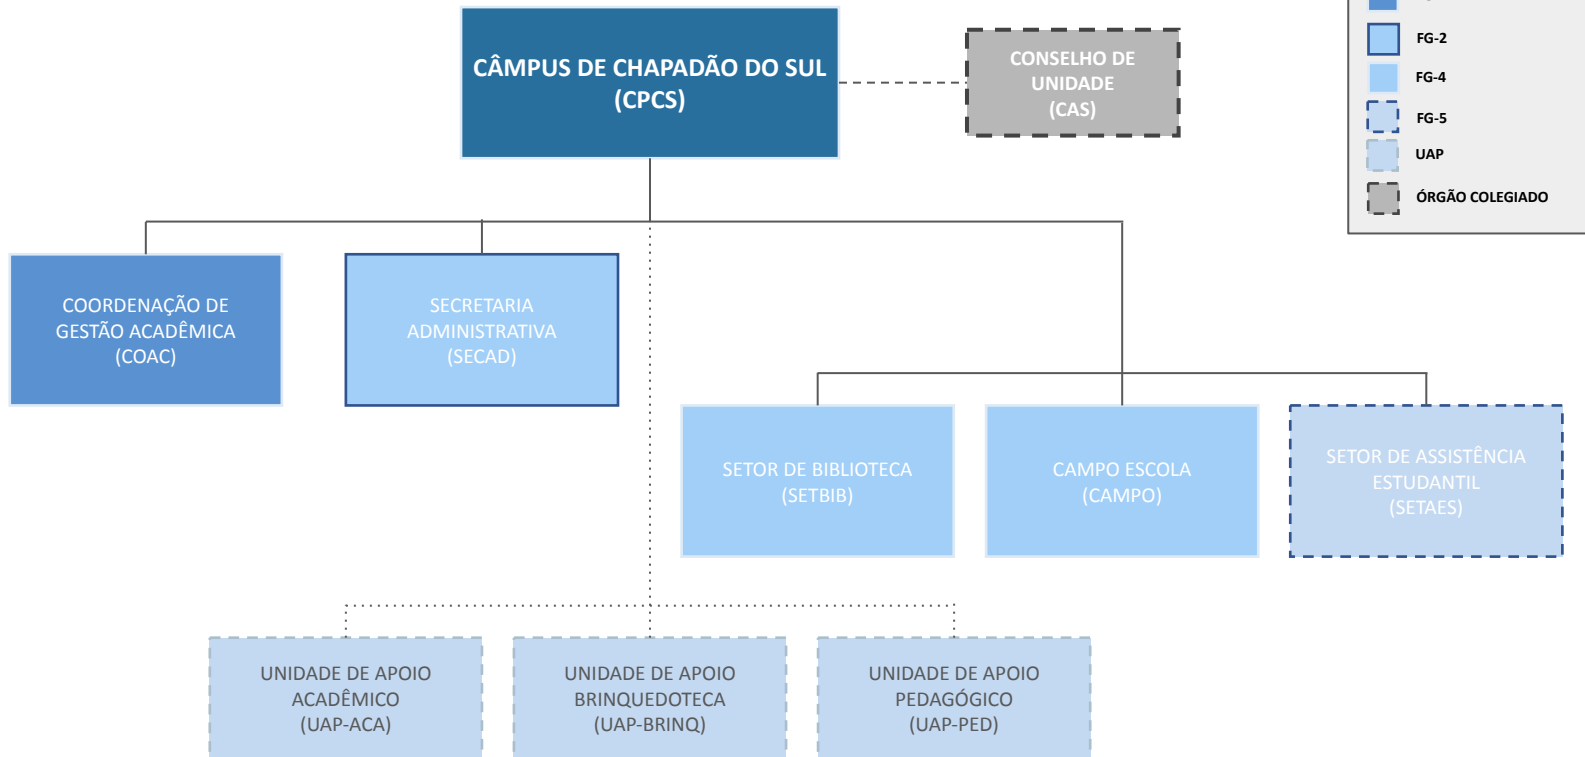 CÂMPUS DE CHAPADÃO DO SUL
(CPCS)
CONSELHO DE
UNIDADE
(CAS)
FG-2
FG-4
FG-5
UAP
ÓRGÃO COLEGIADO
COORDENAÇÃO DE
GESTÃO ACADÊMICA
(COAC)
SECRETARIA
ADMINISTRATIVA
(SECAD)
SETOR DE BIBLIOTECA
(SETBIB)
CAMPO ESCOLA
(CAMPO)
SETOR DE ASSISTÊNCIA
ESTUDANTIL
(SETAES)
UNIDADE DE APOIO
ACADÊMICO
(UAP-ACA)
UNIDADE DE APOIO
BRINQUEDOTECA
(UAP-BRINQ)
UNIDADE DE APOIO
PEDAGÓGICO
(UAP-PED)